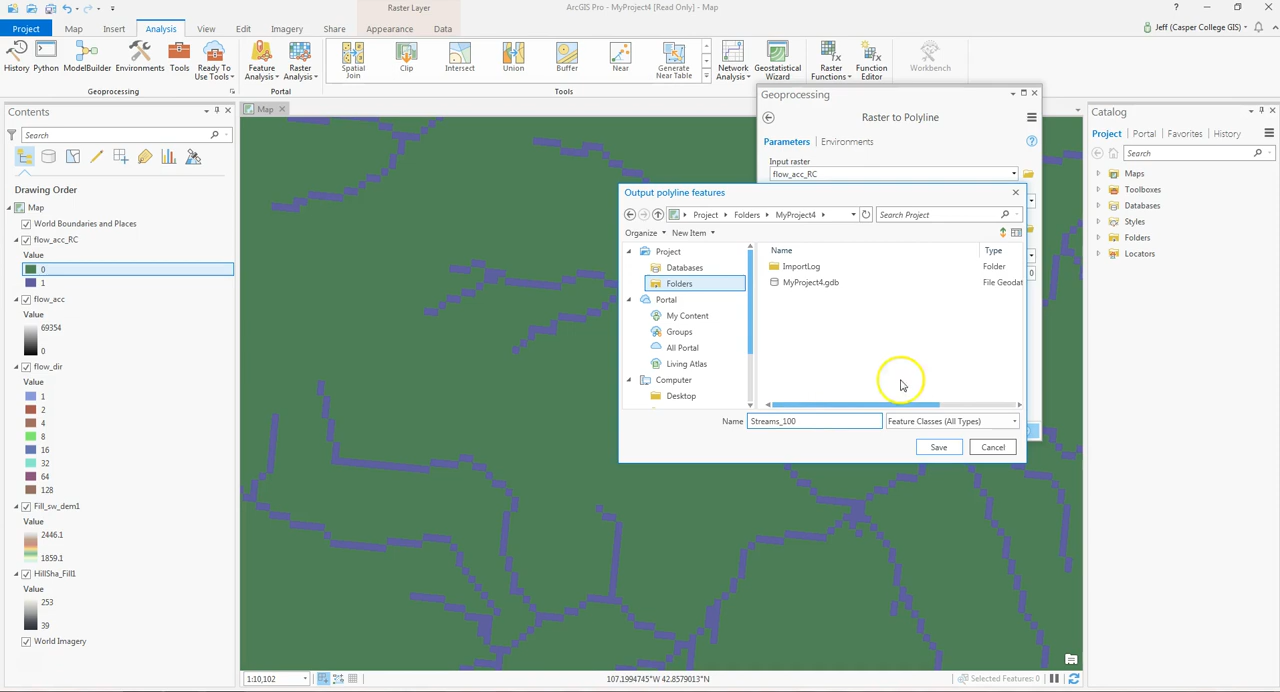 Raster Layer
ArcGIS Pro - MyProject4 [Read Only] - Map
Project
Map
Insert
Analysis
View
Edit
Imagery
Share
Appearance
Data
Jeff (Casper College GIS)
History
Python
ModelBuilder
Environments
Tools
Ready To
Use Tools
Feature
Analysis
Raster
Analysis
Spatial
Join
Clip
Intersect
Union
Buffer
Near
Generate
Near Table
Network
Analysis
Geostatistical
Wizard
Raster
Functions
Function
Editor
Workbench
Geoprocessing
Portal
Tools
Contents
Search
Drawing Order
Map
World Boundaries and Places
flow_acc_RC
Value
0
1
flow_acc
Value
69354
0
flow_dir
Value
1
2
4
8
16
32
64
128
Fill_sw_dem1
Value
2446.1
1859.1
HillSha_Fill1
Value
253
39
World Imagery
Map
Geoprocessing
Raster to Polyline
Parameters
Environments
Input raster
flow_acc_RC
0
Output polyline features
Project
Folders
MyProject4
Search Project
Organize
New Item
Project
Databases
Folders
Portal
My Content
Groups
All Portal
Living Atlas
Computer
Desktop
Name
Type
ImportLog
Folder
MyProject4.gdb
File Geodat
Name
Streams_100
Feature Classes (All Types)
Save
Cancel
Catalog
Project
Portal
Favorites
History
Search
Maps
Toolboxes
Databases
Styles
Folders
Locators
1:10,102
107.1994745°W 42.8579013°N
Selected Features: 0